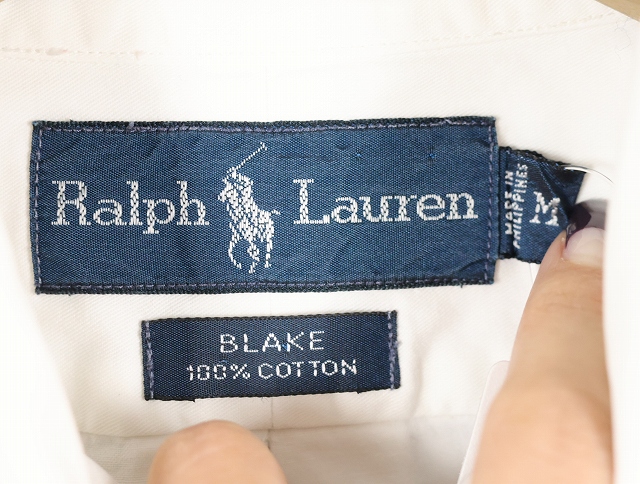 Ralph Lauren
MADE IN
PHILIPPINES
M
BLAKE
100% COTTON